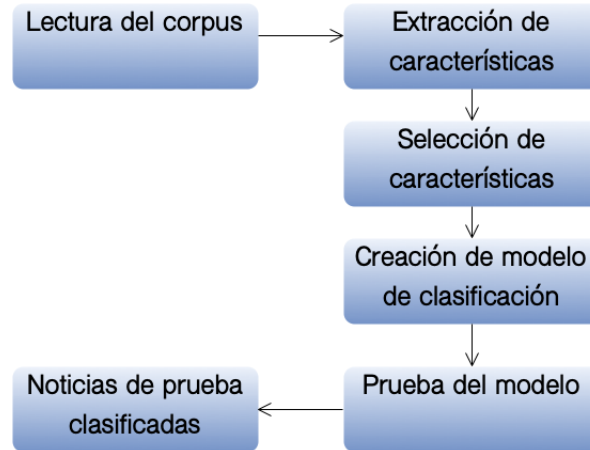 Lectura del corpus
Extracción de
características
Selección de
características
Creación de modelo
de clasificación
Prueba del modelo
Noticias de prueba
clasificadas